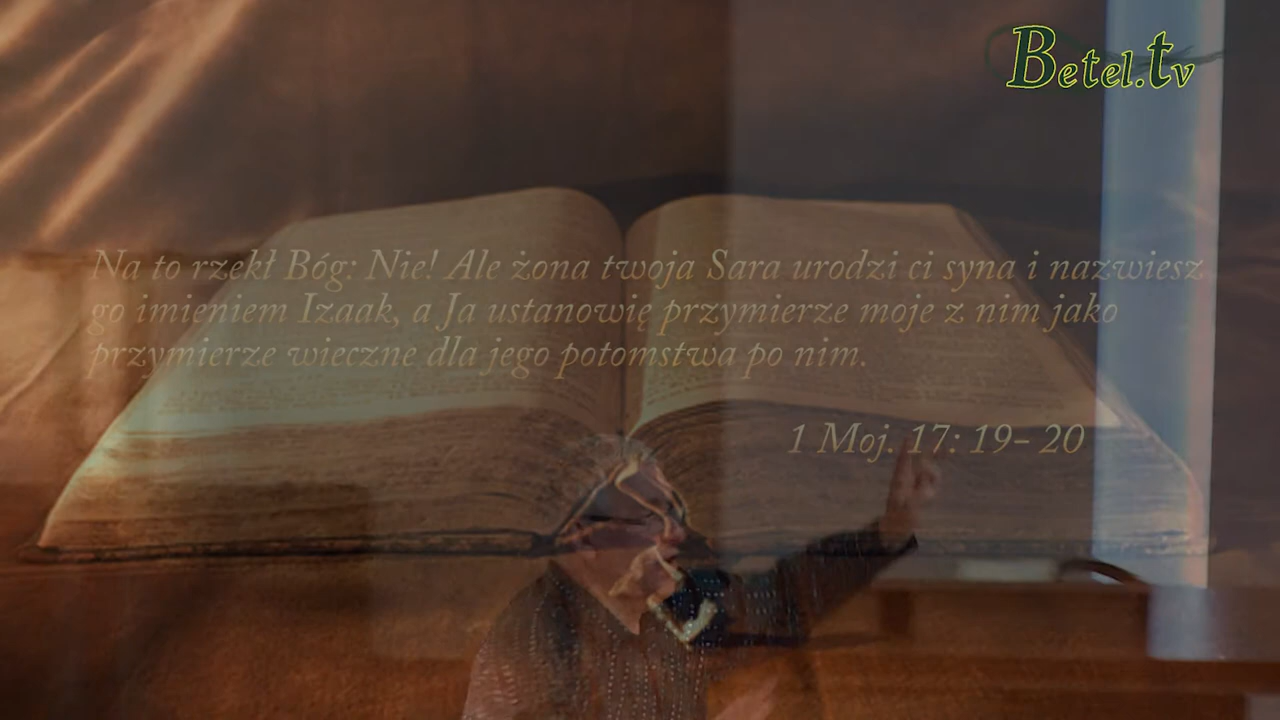 Betel.tv
Na to rzekł Bóg: Nie! Ale żona twoja Sara urodzi ci syna i nazwiesz
go imieniem Izaak, a Ja ustanowię przymierze moje z nim jako
przymierze wieczne dla jego potomstwa po nim.
1 Moj. 17: 19- 20